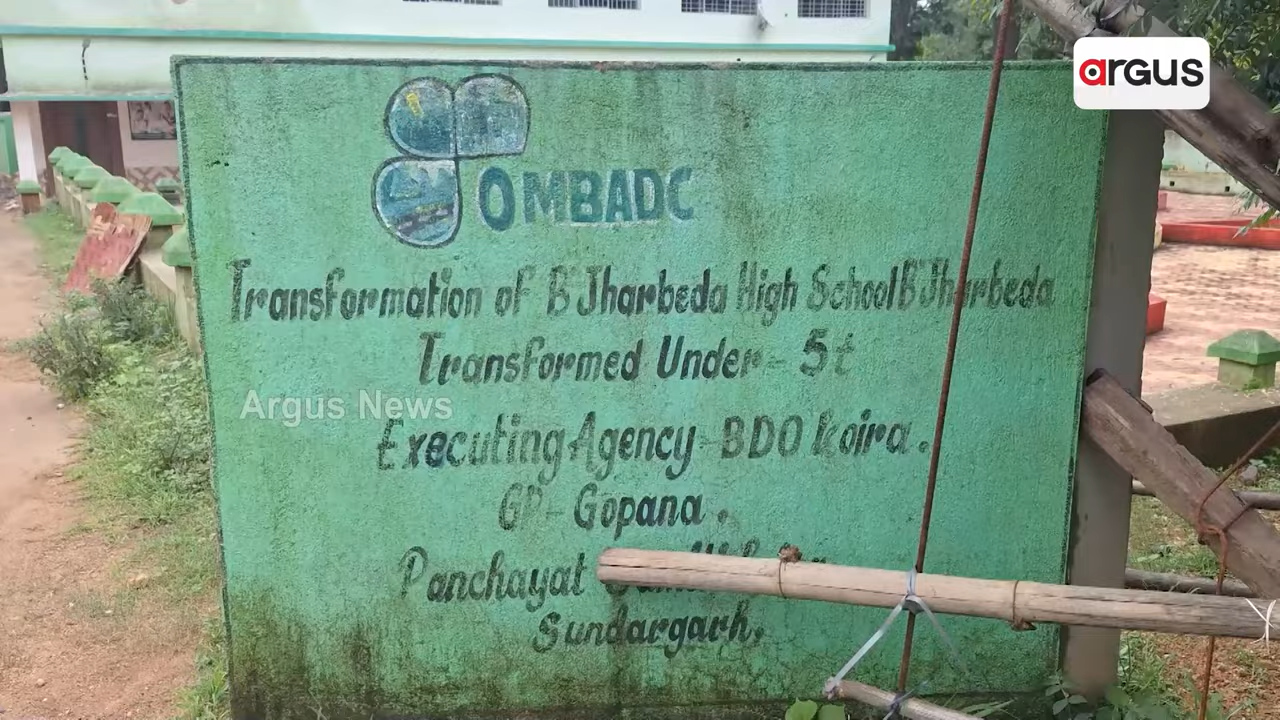 argus
OMBADC
Transformation of B'Jharbeda High School B'Jharbeda
Transformed Under - 5t
Argus News
Executing Agency - BDO koira.
GP - Gopana.
Panchayat
Sundargarh,